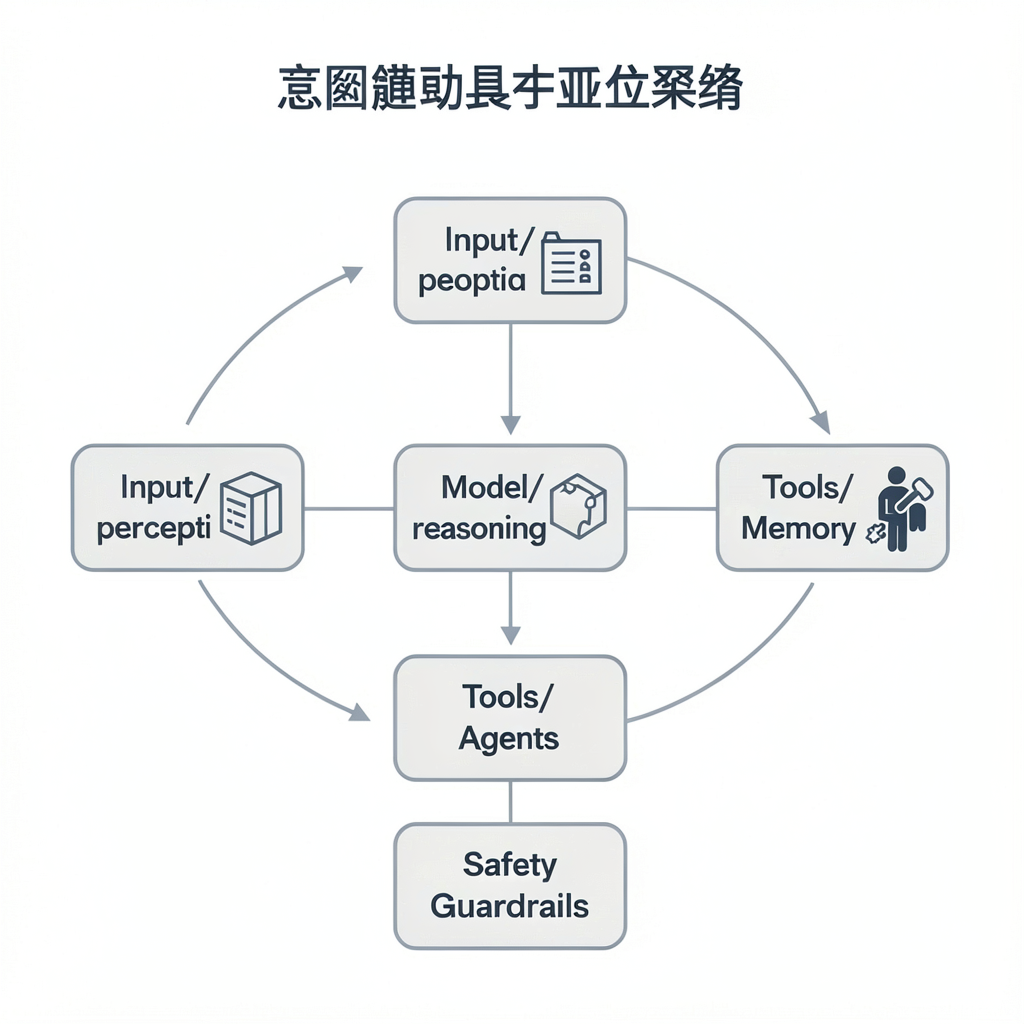 Input/
peoptia
Input/
percepti
Model/
reasoning
Tools/
Memory
Tools/
Agents
Safety
Guardrails